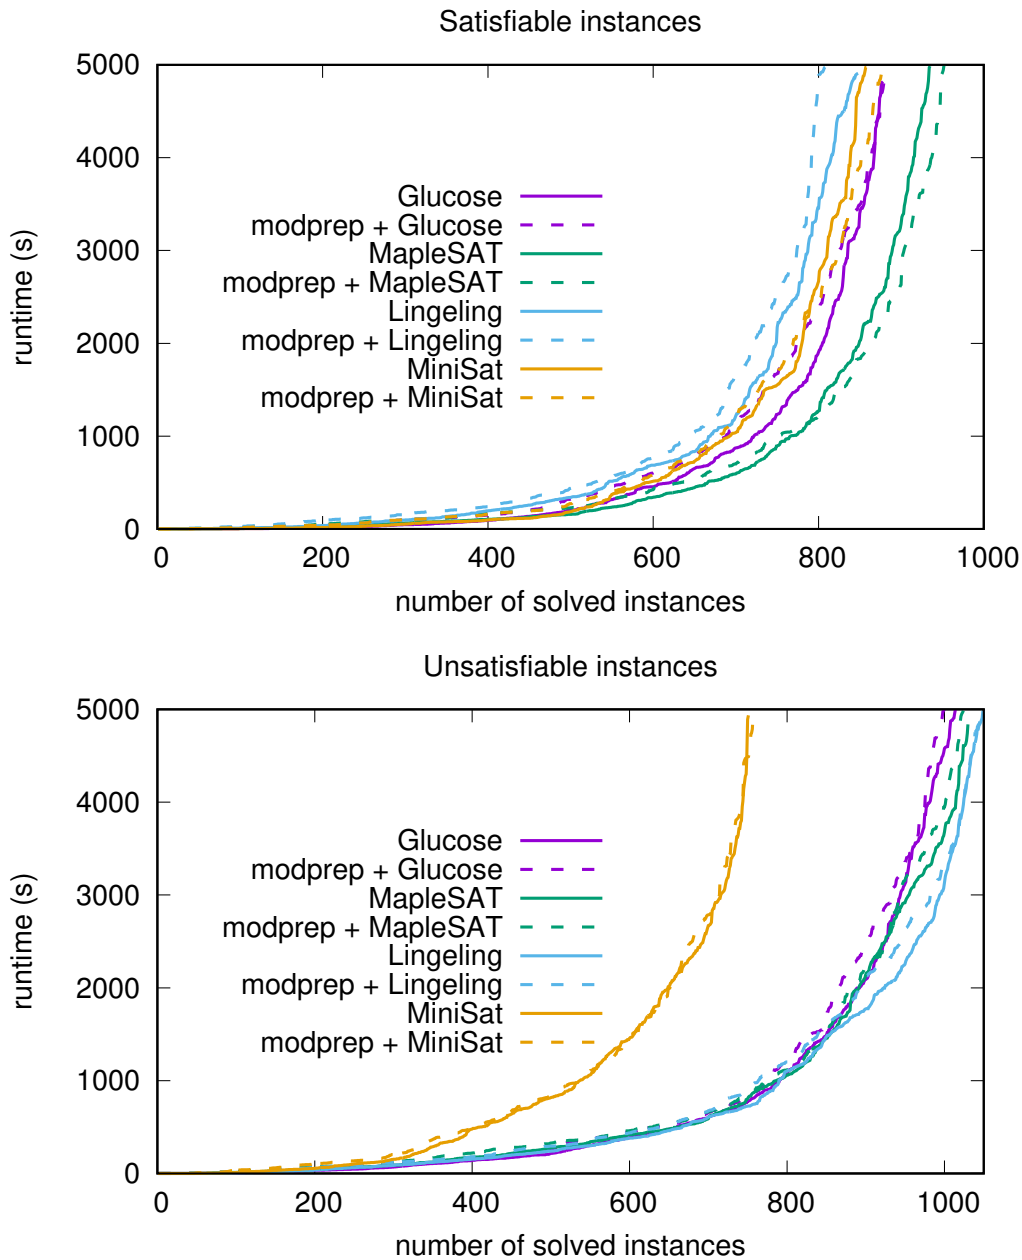 Satisfiable instances
5000
4000
3000
2000
1000
0
runtime (s)
Glucose
modprep + Glucose
MapleSAT
modprep + MapleSAT
Lingeling
modprep + Lingeling
MiniSat
modprep + MiniSat
0 200 400 600 800 1000
number of solved instances
Unsatisfiable instances
5000
4000
3000
2000
1000
0
runtime (s)
Glucose
modprep + Glucose
MapleSAT
modprep + MapleSAT
Lingeling
modprep + Lingeling
MiniSat
modprep + MiniSat
0 200 400 600 800 1000
number of solved instances